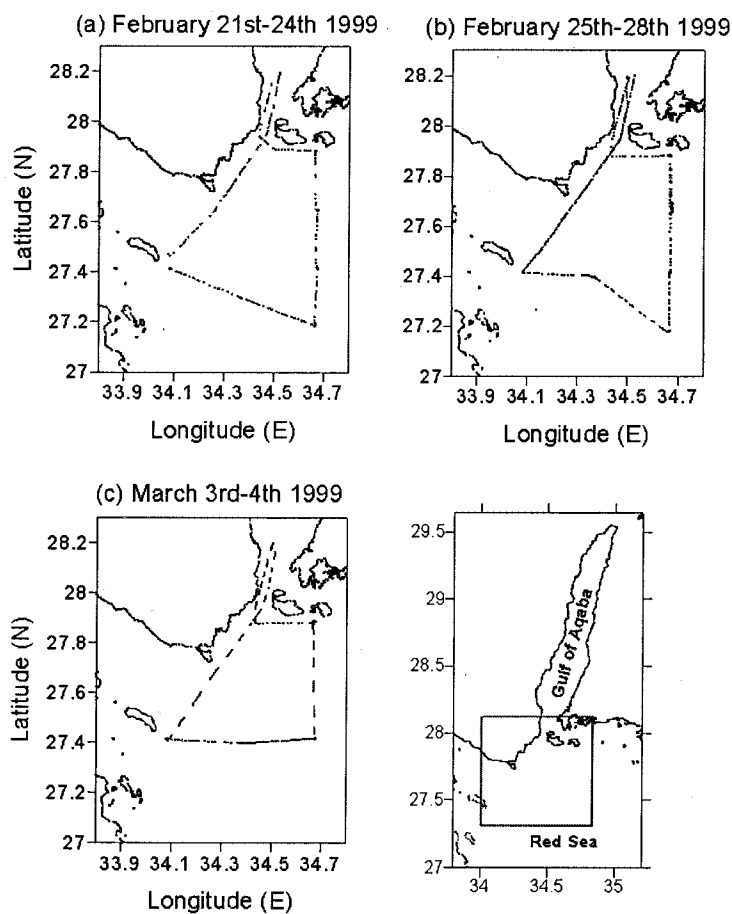 (a) February 21st-24th 1999
28.2
28
27.8
27.6
27.4
27.2
27
Latitude (N)
33.9 34.1 34.3 34.5 34.7
Longitude (E)
(b) February 25th-28th 1999
28.2
28
27.8
27.6
27.4
27.2
27
33.9 34.1 34.3 34.5 34.7
Longitude (E)
(c) March 3rd-4th 1999
28.2
28
27.8
27.6
27.4
27.2
27
Latitude (N)
33.9 34.1 34.3 34.5 34.7
Longitude (E)
29.5
29
28.5
28
27.5
27
Gulf of Aqaba
Red Sea
34 34.5 35